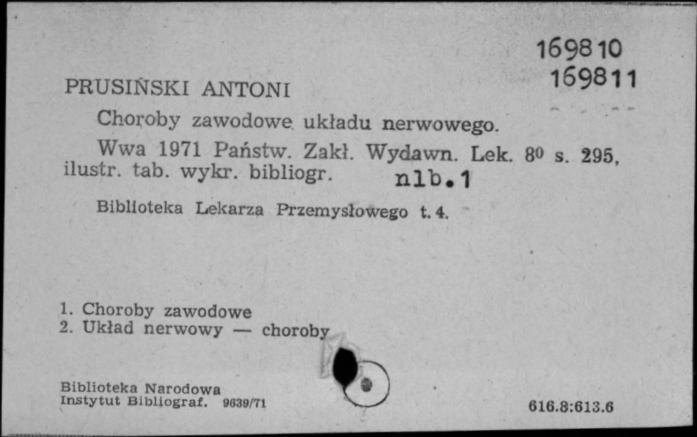 169810
169811
PRUSIŃSKI ANTONI
Choroby zawodowe układu nerwowego.
Wwa 1971 Państw. Zakł. Wydawn. Lek. 8⁰ s. 295,
ilustr. tab. wykr. bibliogr. nlb.1
Biblioteka Lekarza Przemysłowego t. 4.
1. Choroby zawodowe
2. Układ nerwowy — choroby
Biblioteka Narodowa
Instytut Bibliograf. 9639/71
616.8:613.6